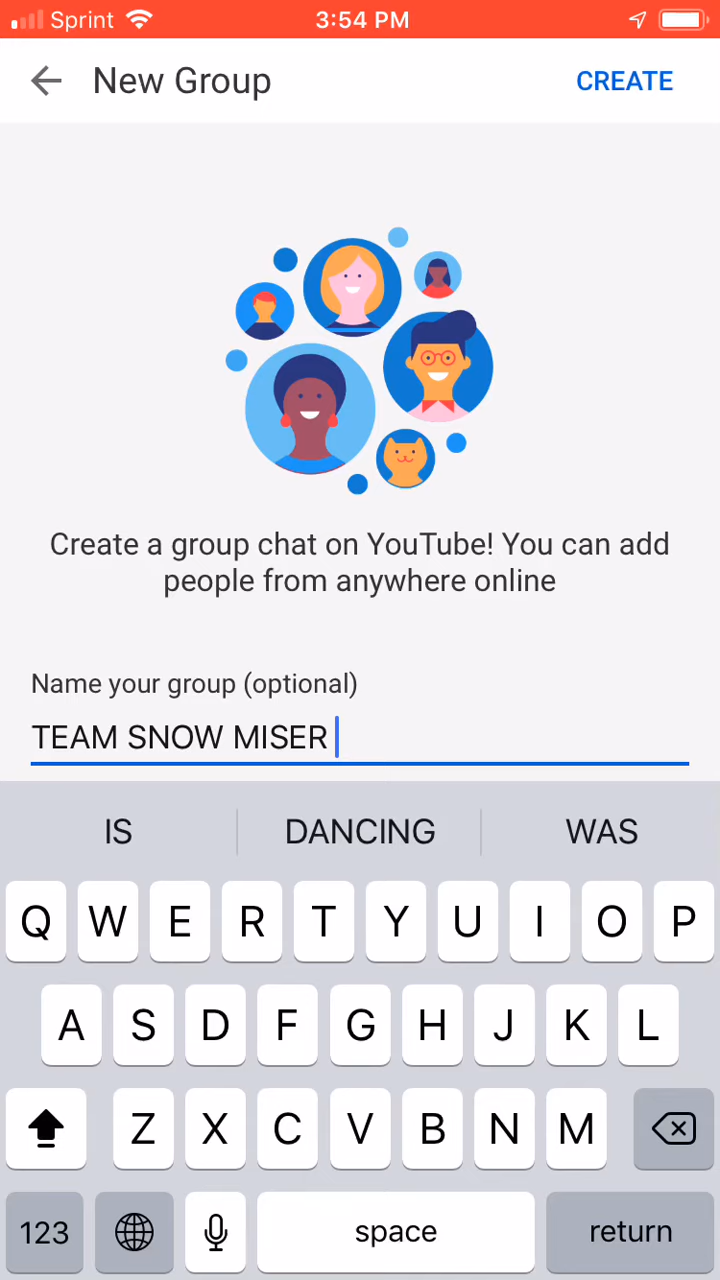 Sprint 3:54 PM
New Group CREATE
Create a group chat on YouTube! You can add
people from anywhere online
Name your group (optional)
TEAM SNOW MISER
IS DANCING WAS
Q W E R T Y U I O P
A S D F G H J K L
Z X C V B N M
123 space return